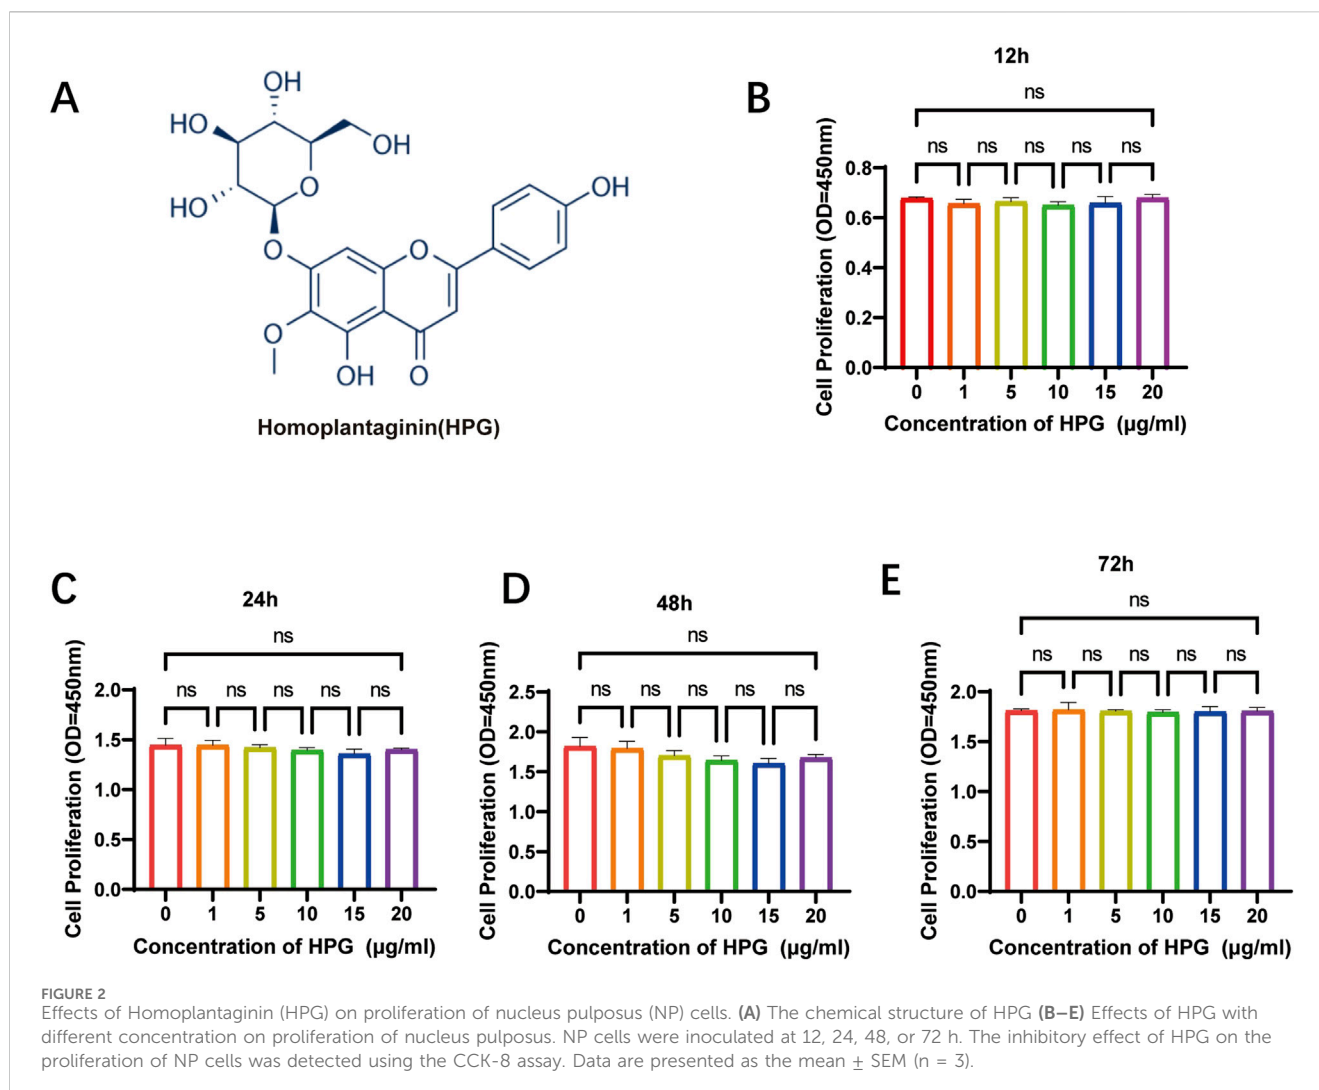 A
OH
HO
OH
HO
O
O
O
OH
O
OH
O
Homoplantaginin(HPG)
B
12h
ns
ns ns ns ns ns
Cell Proliferation (OD=450nm)
0.8
0.6
0.4
0.2
0.0
0 1 5 10 15 20
Concentration of HPG (μg/ml)
C
24h
ns
ns ns ns ns ns
Cell Proliferation (OD=450nm)
2.0
1.5
1.0
0.5
0.0
0 1 5 10 15 20
Concentration of HPG (μg/ml)
D
48h
ns
ns ns ns ns ns
Cell Proliferation (OD=450nm)
2.5
2.0
1.5
1.0
0.5
0.0
0 1 5 10 15 20
Concentration of HPG (μg/ml)
E
72h
ns
ns ns ns ns ns
Cell Proliferation (OD=450nm)
2.0
1.5
1.0
0.5
0.0
0 1 5 10 15 20
Concentration of HPG (μg/ml)
FIGURE 2
Effects of Homoplantaginin (HPG) on proliferation of nucleus pulposus (NP) cells. (A) The chemical structure of HPG (B–E) Effects of HPG with
different concentration on proliferation of nucleus pulposus. NP cells were inoculated at 12, 24, 48, or 72 h. The inhibitory effect of HPG on the
proliferation of NP cells was detected using the CCK-8 assay. Data are presented as the mean ± SEM (n = 3).